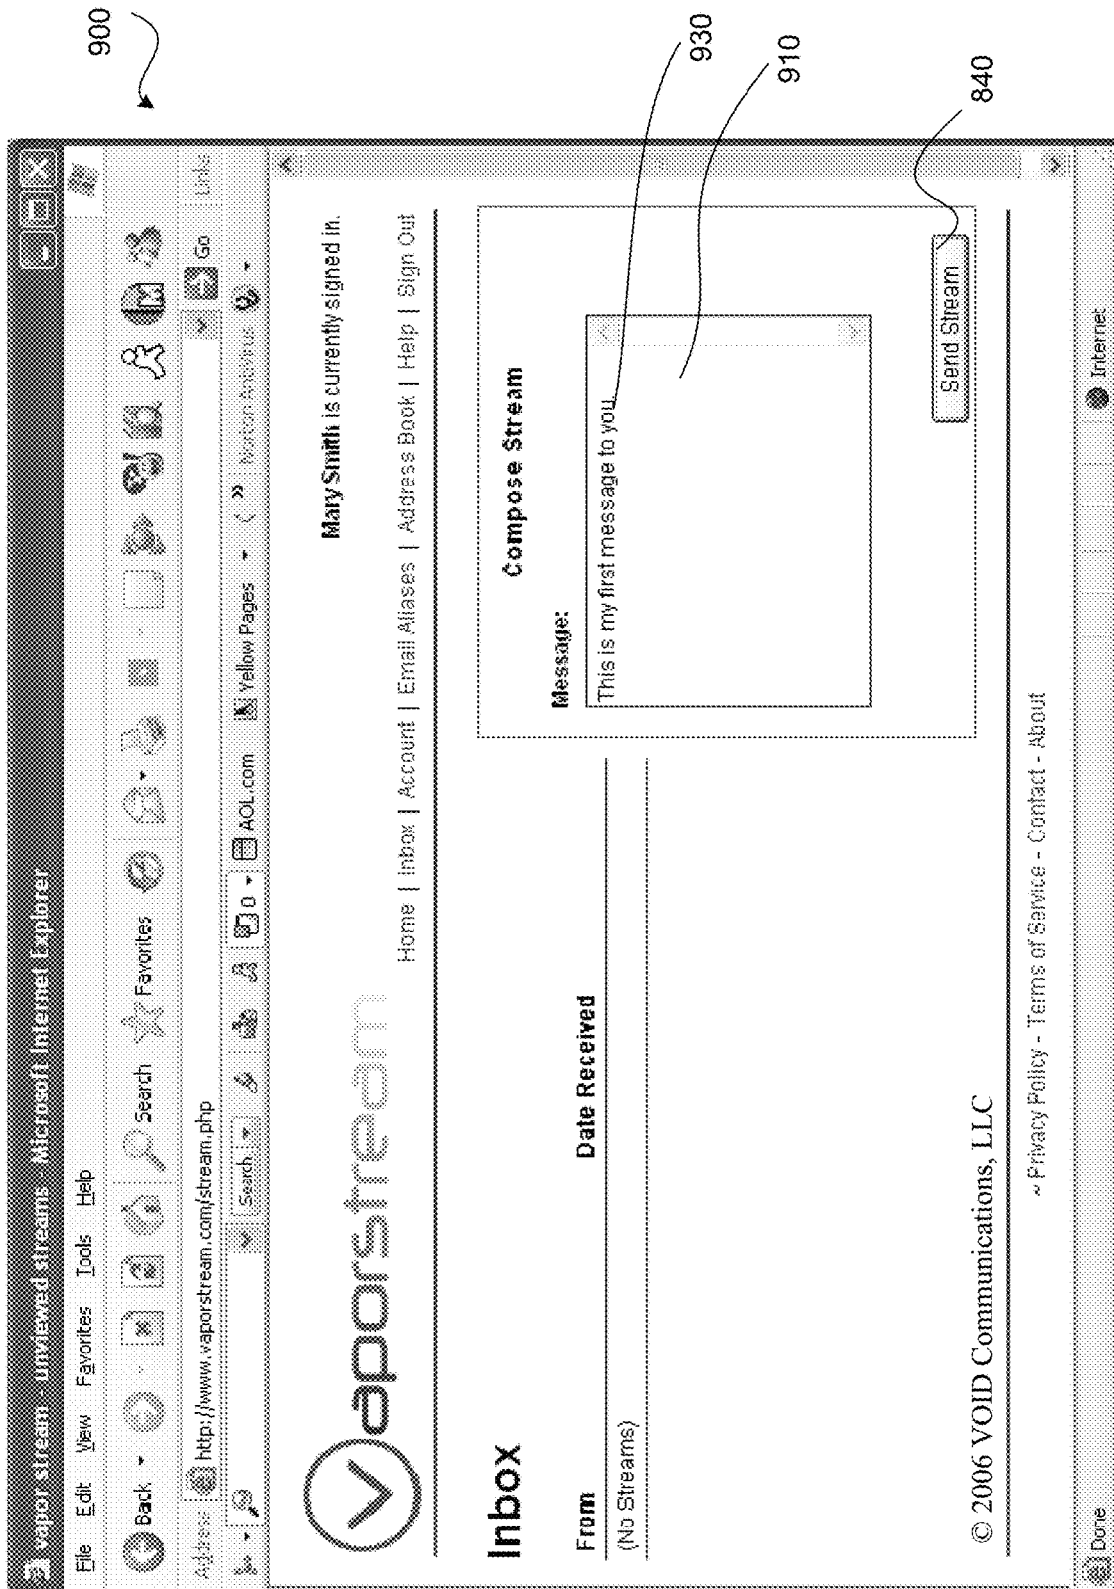 900
vapor stream - unviewed streams - Microsoft Internet Explorer
File Edit View Favorites Tools Help
Back Search Favorites
Address http://www.vaporstream.com/stream.php Go Links
Search 0 AOL.com Yellow Pages ( » Norton AntiVirus
vaporstream
Mary Smith is currently signed in.
Home | Inbox | Account | Email Aliases | Address Book | Help | Sign Out
Inbox
From Date Received
(No Streams)
Compose Stream
Message:
This is my first message to you.
930
910
Send Stream
840
© 2006 VOID Communications, LLC
~ Privacy Policy - Terms of Service - Contact - About
Done Internet